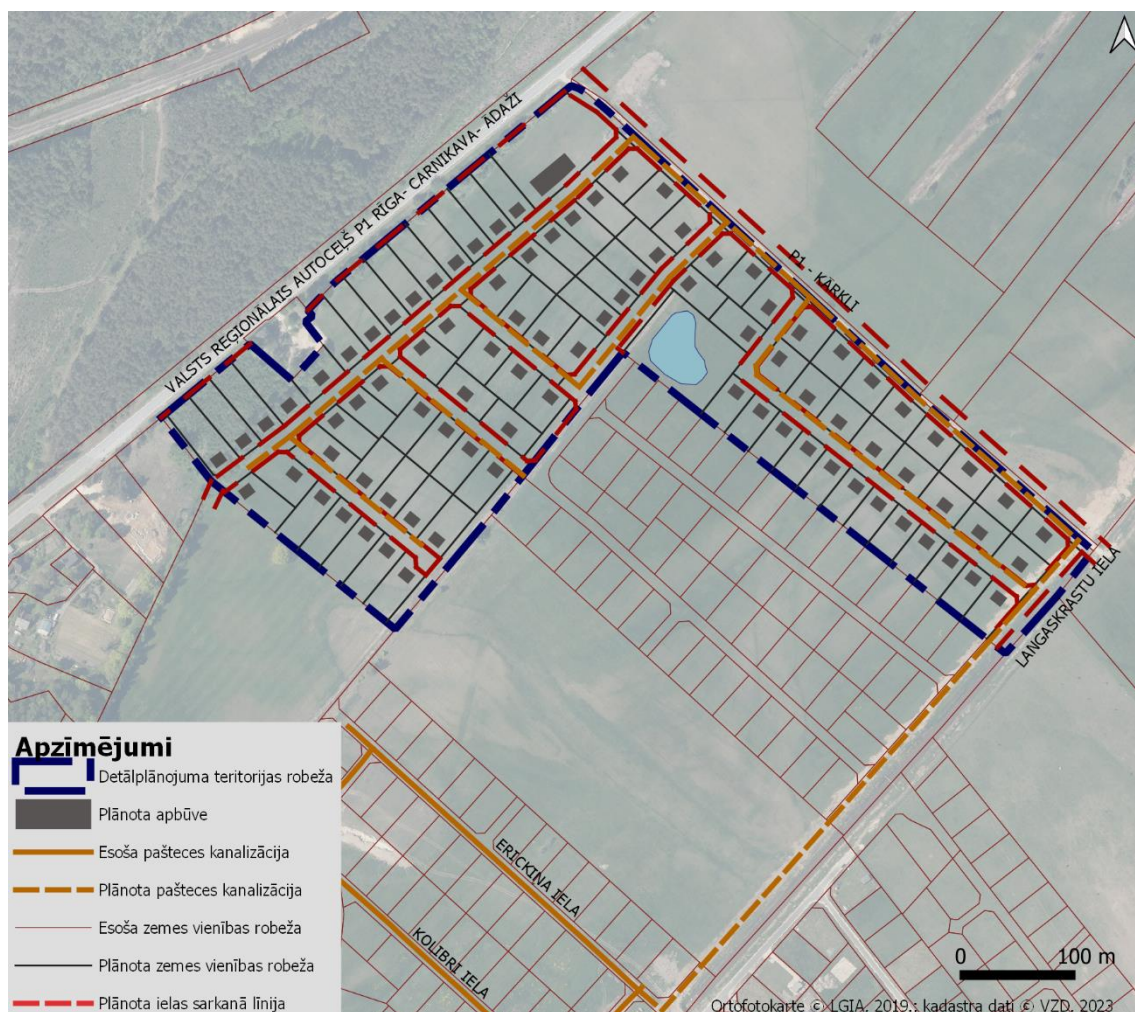 VALSTS REĢIONĀLAIS AUTOCEĻŠ P1 RĪGA- CARNIKAVA- ĀDAŽI
P1 - KĀRKLI
LANGASKRASTU IELA
Apzīmējumi
Detālplānojuma teritorijas robeža
Plānota apbūve
Esoša pašteces kanalizācija
Plānota pašteces kanalizācija
Esoša zemes vienības robeža
Plānota zemes vienības robeža
Plānota ielas sarkanā līnija
ERICKINA IELA
KOLIBRI IELA
0 100 m
Ortofotokarte © LGIA, 2019.; kadastra dati © VZD, 2023